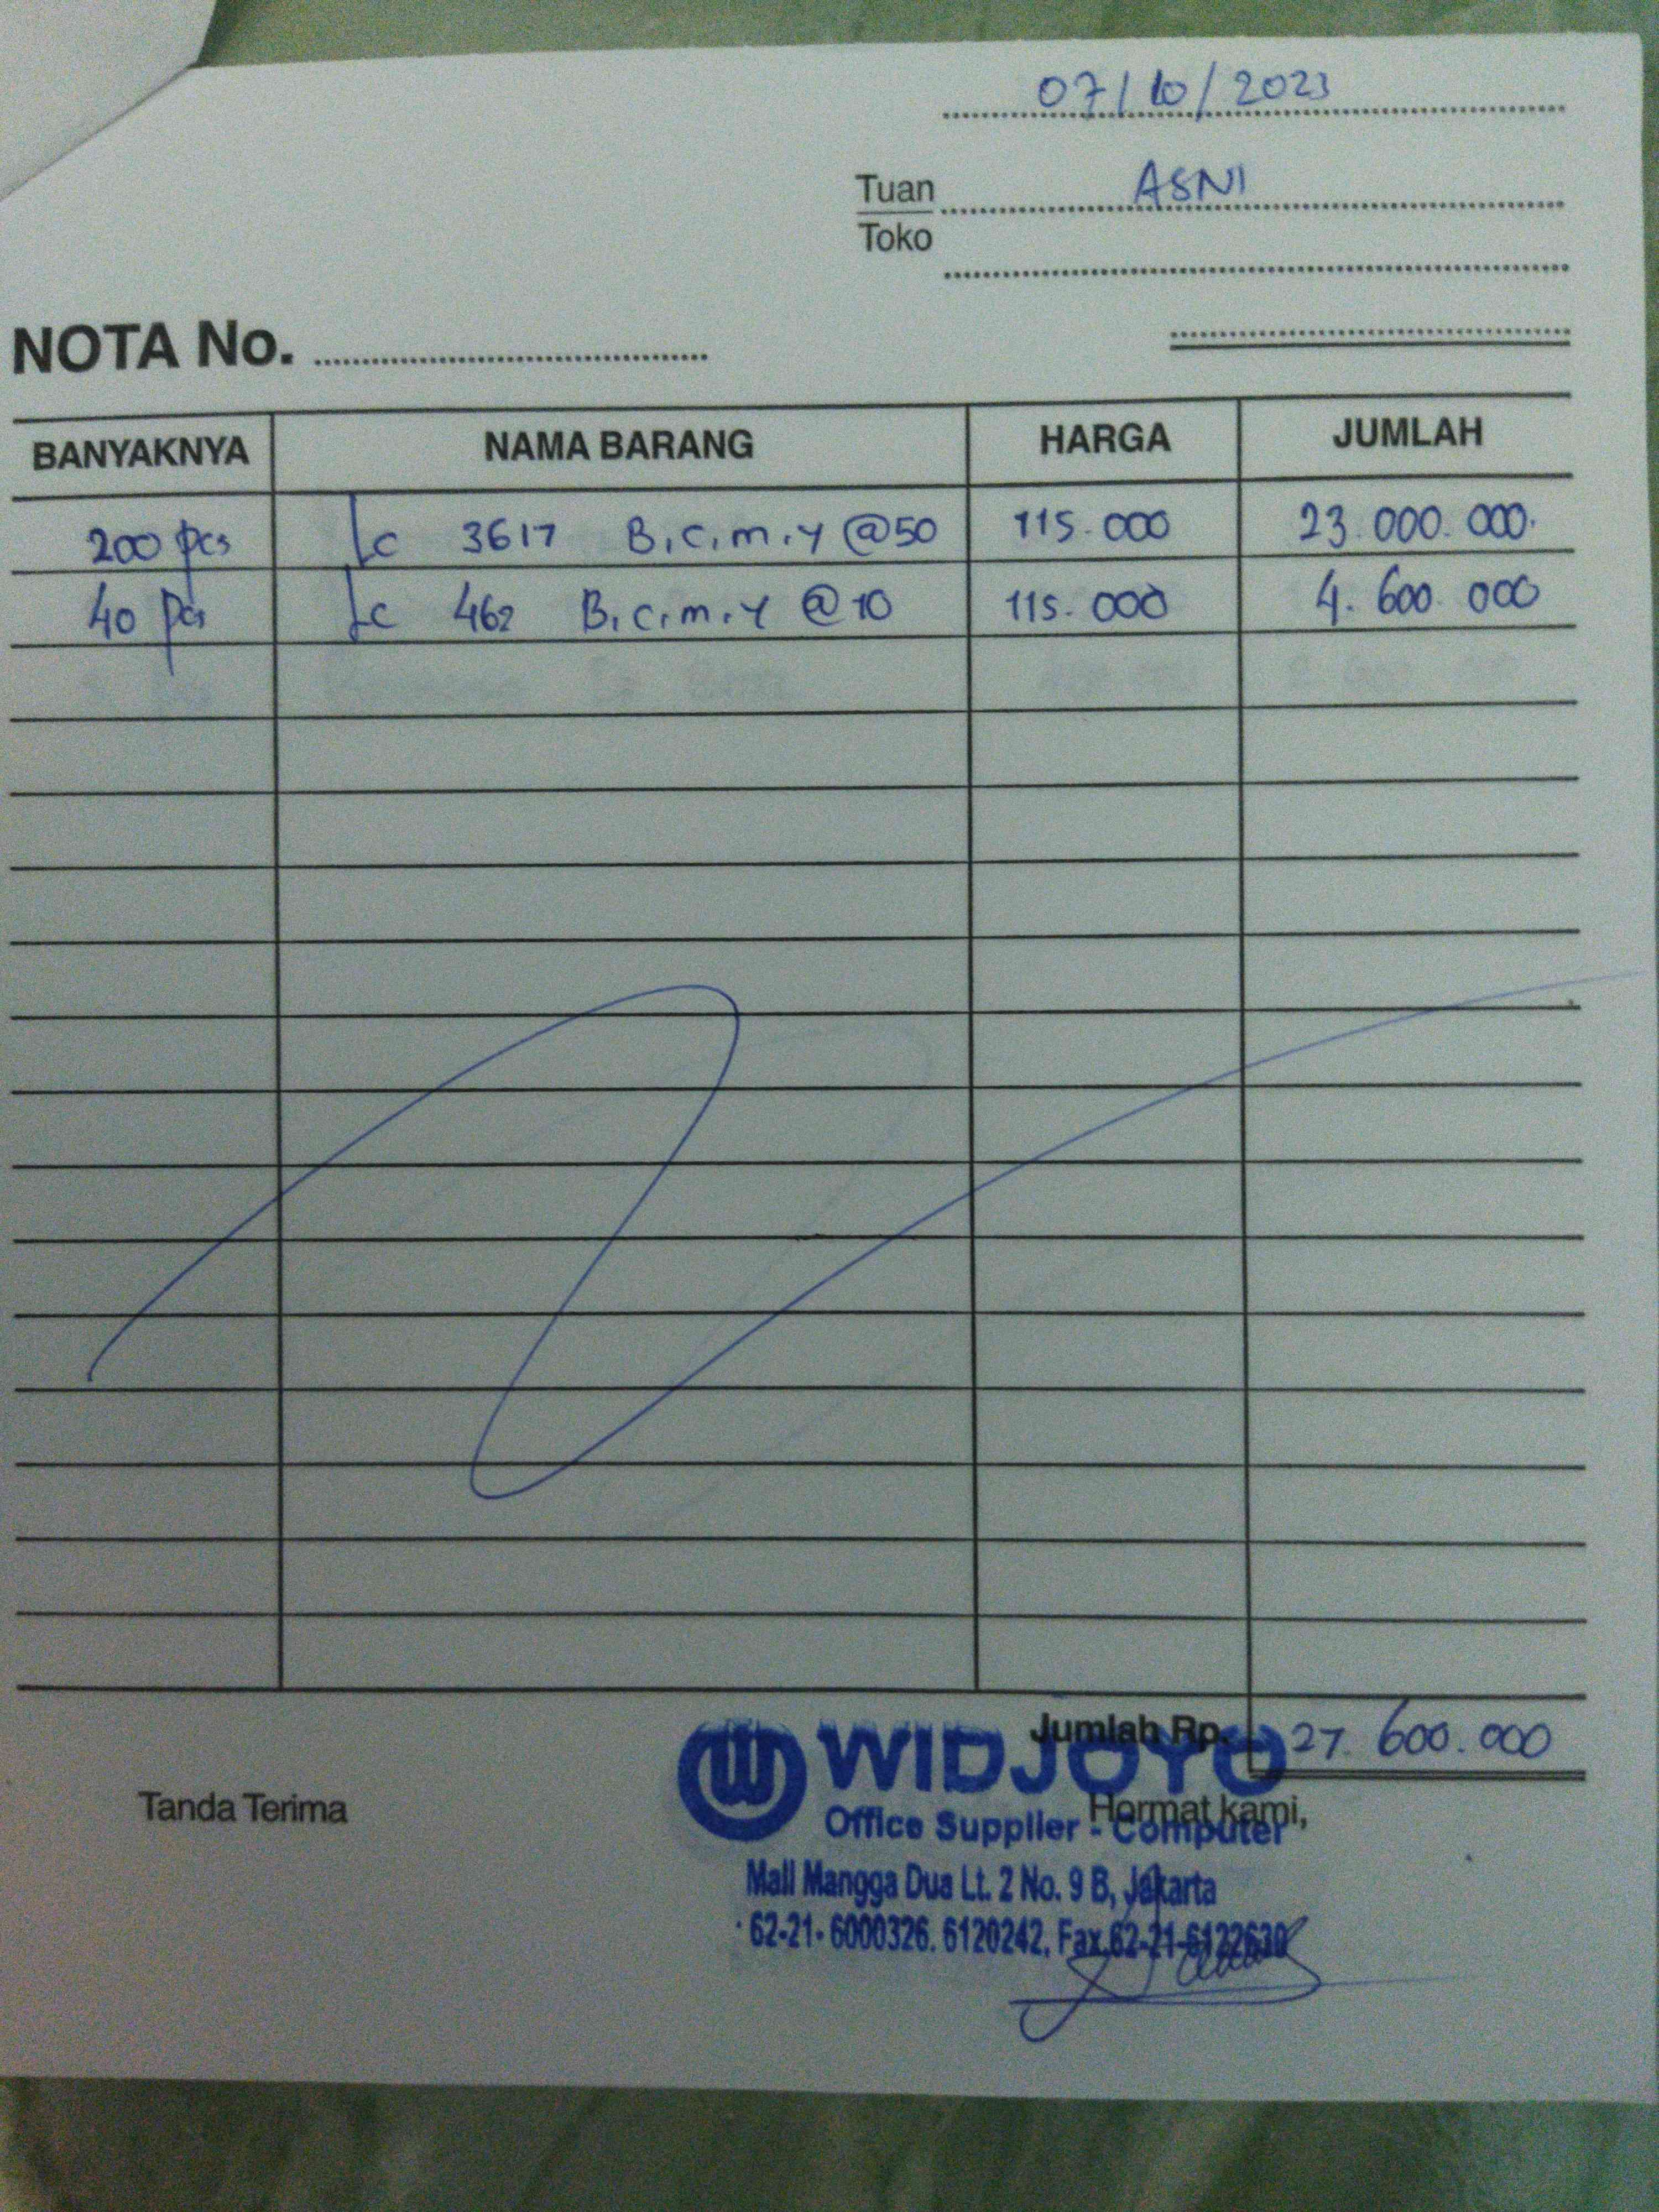 07/10/2023
Tuan ASNI
Toko
NOTA No.
BANYAKNYA NAMA BARANG HARGA JUMLAH
200 pcs Lc 3617 B,c,m,y @50 115.000 23.000.000.
40 pcs Lc 462 B,c,m,y @10 115.000 4.600.000
Jumlah Rp. 27.600.000
WIDJOYO
Tanda Terima Hormat kami,
Office Supplier - Computer
Mall Mangga Dua Lt. 2 No. 9 B, Jakarta
62-21-6000326. 6120242, Fax.62-21-6122630